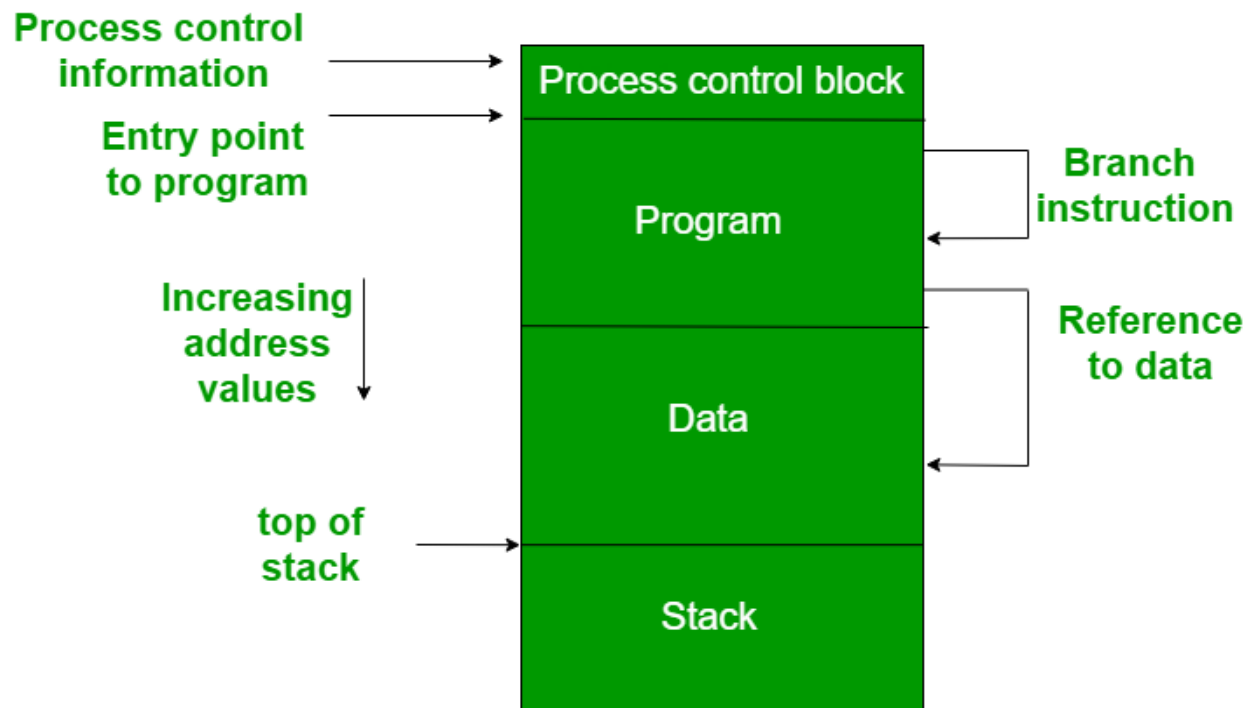 Process control
information
Process control block
Entry point
to program
Branch
instruction
Program
Increasing
address
values
Reference
to data
Data
top of
stack
Stack